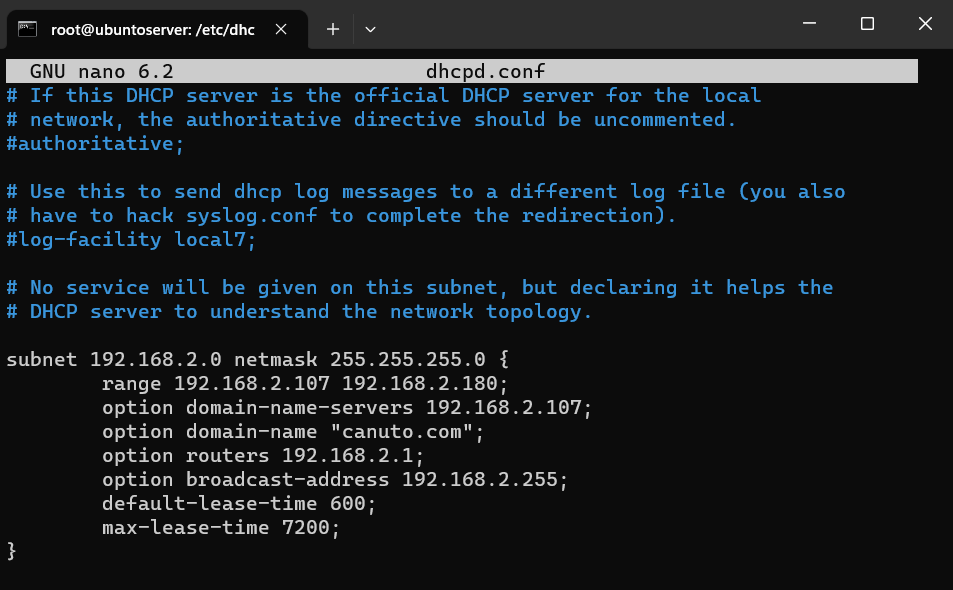 root@ubuntoserver: /etc/dhc
GNU nano 6.2 dhcpd.conf
# If this DHCP server is the official DHCP server for the local
# network, the authoritative directive should be uncommented.
#authoritative;
# Use this to send dhcp log messages to a different log file (you also
# have to hack syslog.conf to complete the redirection).
#log-facility local7;
# No service will be given on this subnet, but declaring it helps the
# DHCP server to understand the network topology.
subnet 192.168.2.0 netmask 255.255.255.0 {
range 192.168.2.107 192.168.2.180;
option domain-name-servers 192.168.2.107;
option domain-name "canuto.com";
option routers 192.168.2.1;
option broadcast-address 192.168.2.255;
default-lease-time 600;
max-lease-time 7200;
}